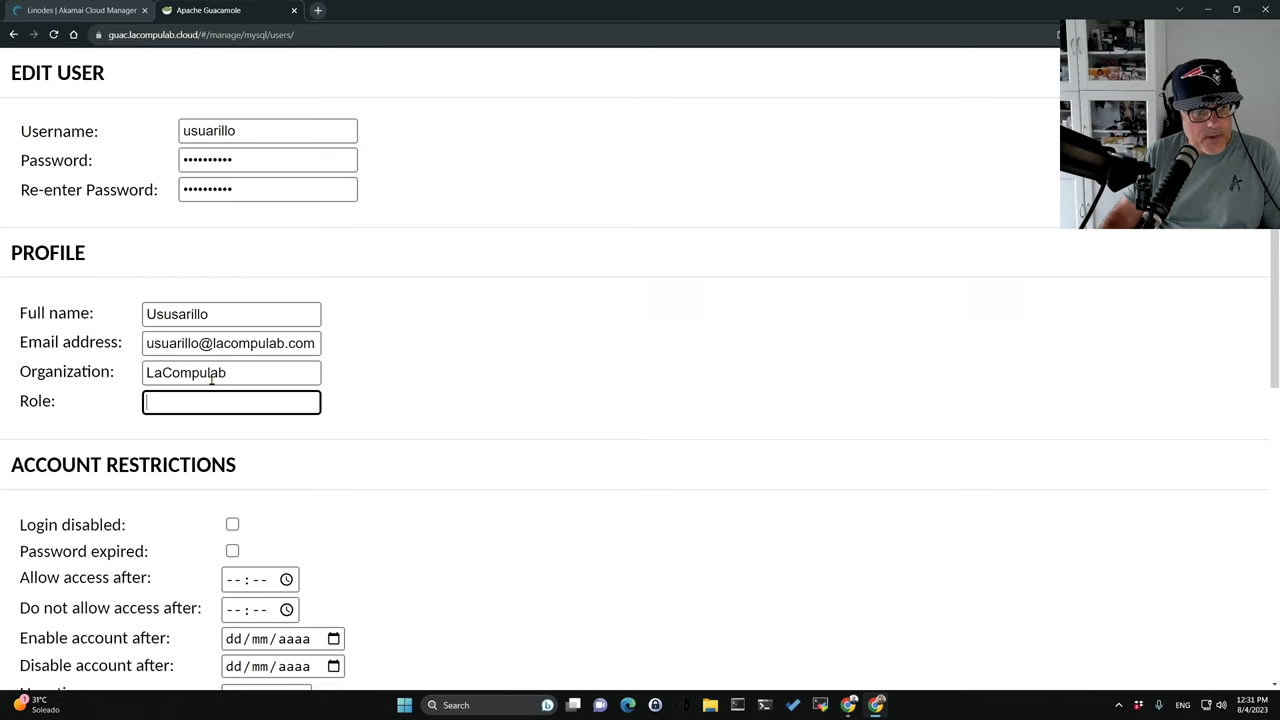 Linodes | Akamai Cloud Manager
Apache Guacamole
guac.lacompulab.cloud/#/manage/mysql/users/
EDIT USER
Username: usuarillo
Password: ••••••••••
Re-enter Password: ••••••••••
PROFILE
Full name: Ususarillo
Email address: usuarillo@lacompulab.com
Organization: LaCompulab
Role:
ACCOUNT RESTRICTIONS
Login disabled:
Password expired:
Allow access after: --:--
Do not allow access after: --:--
Enable account after: dd/mm/aaaa
Disable account after: dd/mm/aaaa
1
31°C
Soleado
Search
ENG
12:31 PM
8/4/2023